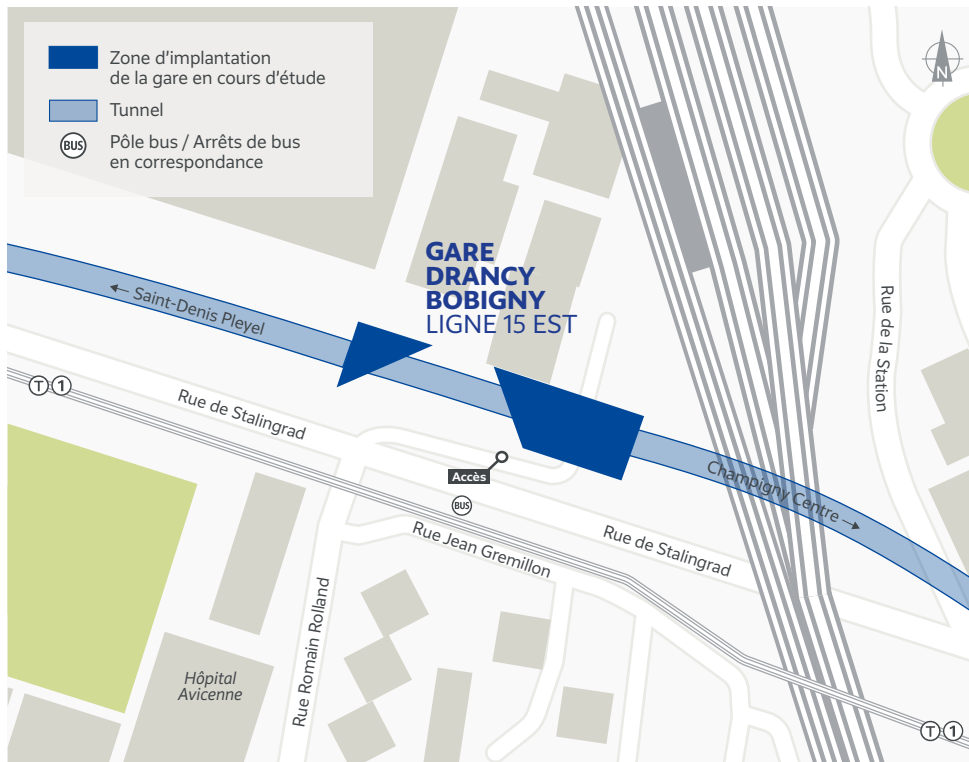 Zone d'implantation
de la gare en cours d'étude
Tunnel
BUS
Pôle bus / Arrêts de bus
en correspondance
N
GARE
DRANCY
BOBIGNY
LIGNE 15 EST
← Saint-Denis Pleyel
Rue de la Station
T 1
Rue de Stalingrad
Accès
Champigny Centre →
BUS
Rue Jean Gremillon
Rue de Stalingrad
Rue Romain Rolland
Hôpital
Avicenne
T 1